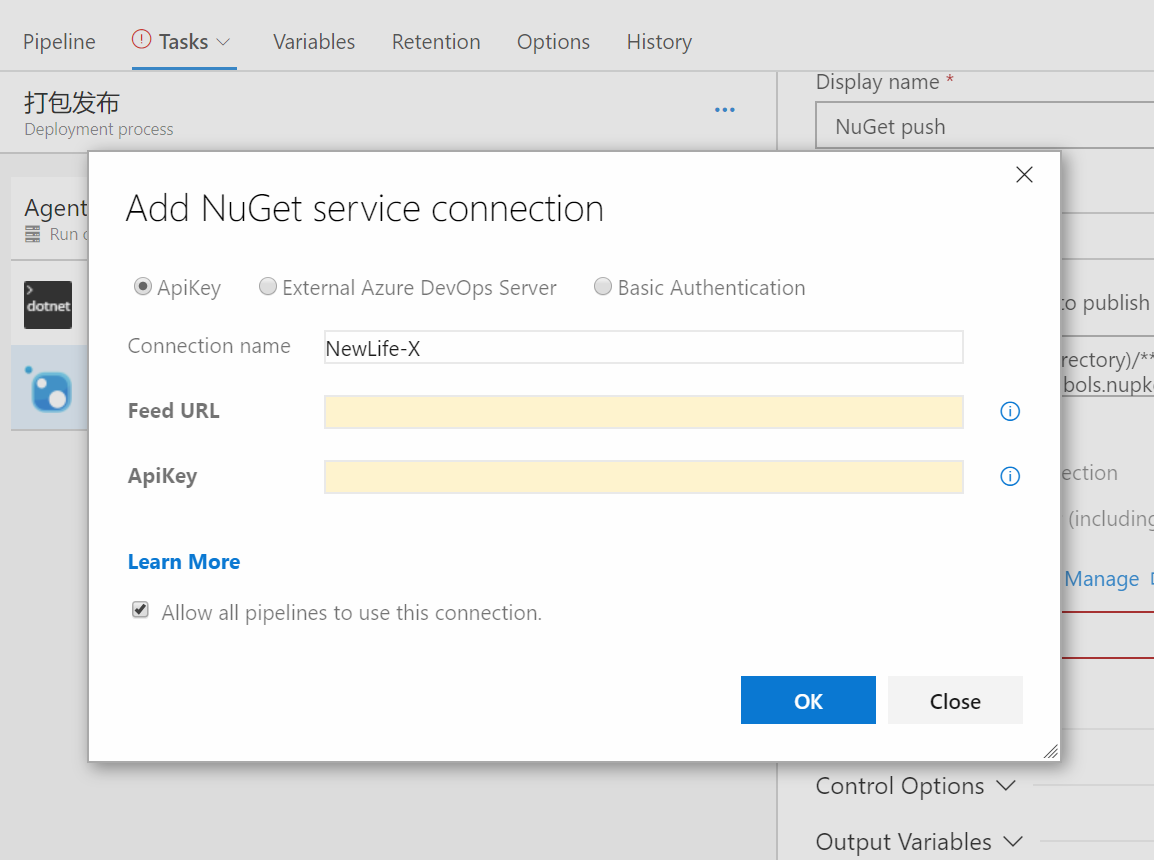 Pipeline Tasks Variables Retention Options History
打包发布
Deployment process
Display name *
NuGet push
Agent
Run
dotnet
Add NuGet service connection
ApiKey External Azure DevOps Server Basic Authentication
Connection name NewLife-X
Feed URL
ApiKey
Learn More
Allow all pipelines to use this connection.
OK Close
to publish
rectory)/**
bols.nupk
ection
(including
Manage
Control Options
Output Variables